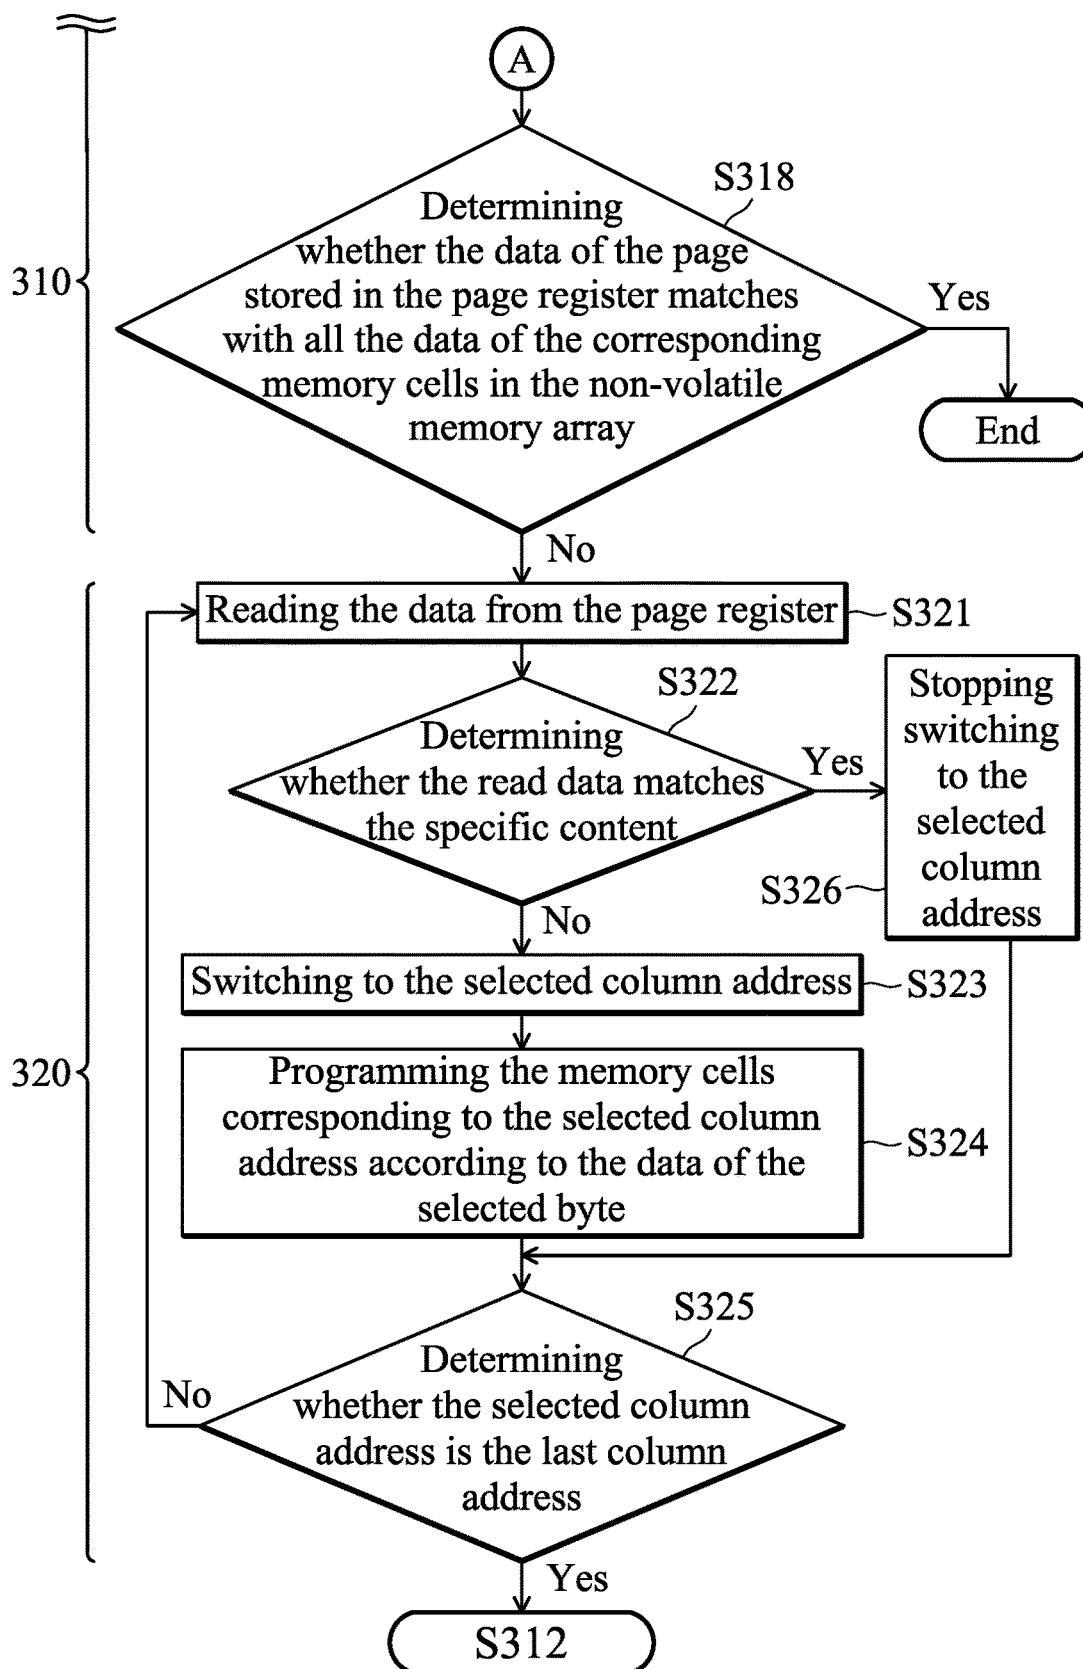 A
S318
Determining
whether the data of the page
stored in the page register matches
with all the data of the corresponding
memory cells in the non-volatile
memory array
310
Yes
End
No
Reading the data from the page register
S321
S322
Determining
whether the read data matches
the specific content
Yes
Stopping
switching
to the
selected
column
address
S326
No
Switching to the selected column address
S323
320
Programming the memory cells
corresponding to the selected column
address according to the data of the
selected byte
S324
S325
Determining
whether the selected column
address is the last column
address
No
Yes
S312